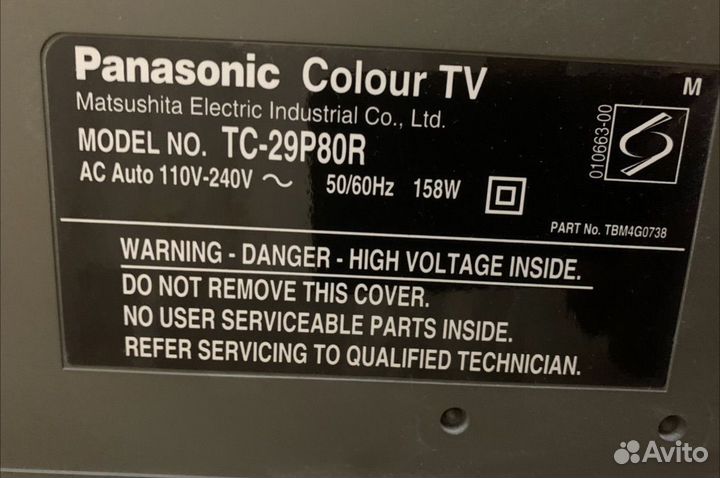 Panasonic Colour TV
M
Matsushita Electric Industrial Co., Ltd.
MODEL NO. TC-29P80R
AC Auto 110V-240V ~ 50/60Hz 158W
010663-00
PART No. TBM4G0738
WARNING - DANGER - HIGH VOLTAGE INSIDE.
DO NOT REMOVE THIS COVER.
NO USER SERVICEABLE PARTS INSIDE.
REFER SERVICING TO QUALIFIED TECHNICIAN.
Avito